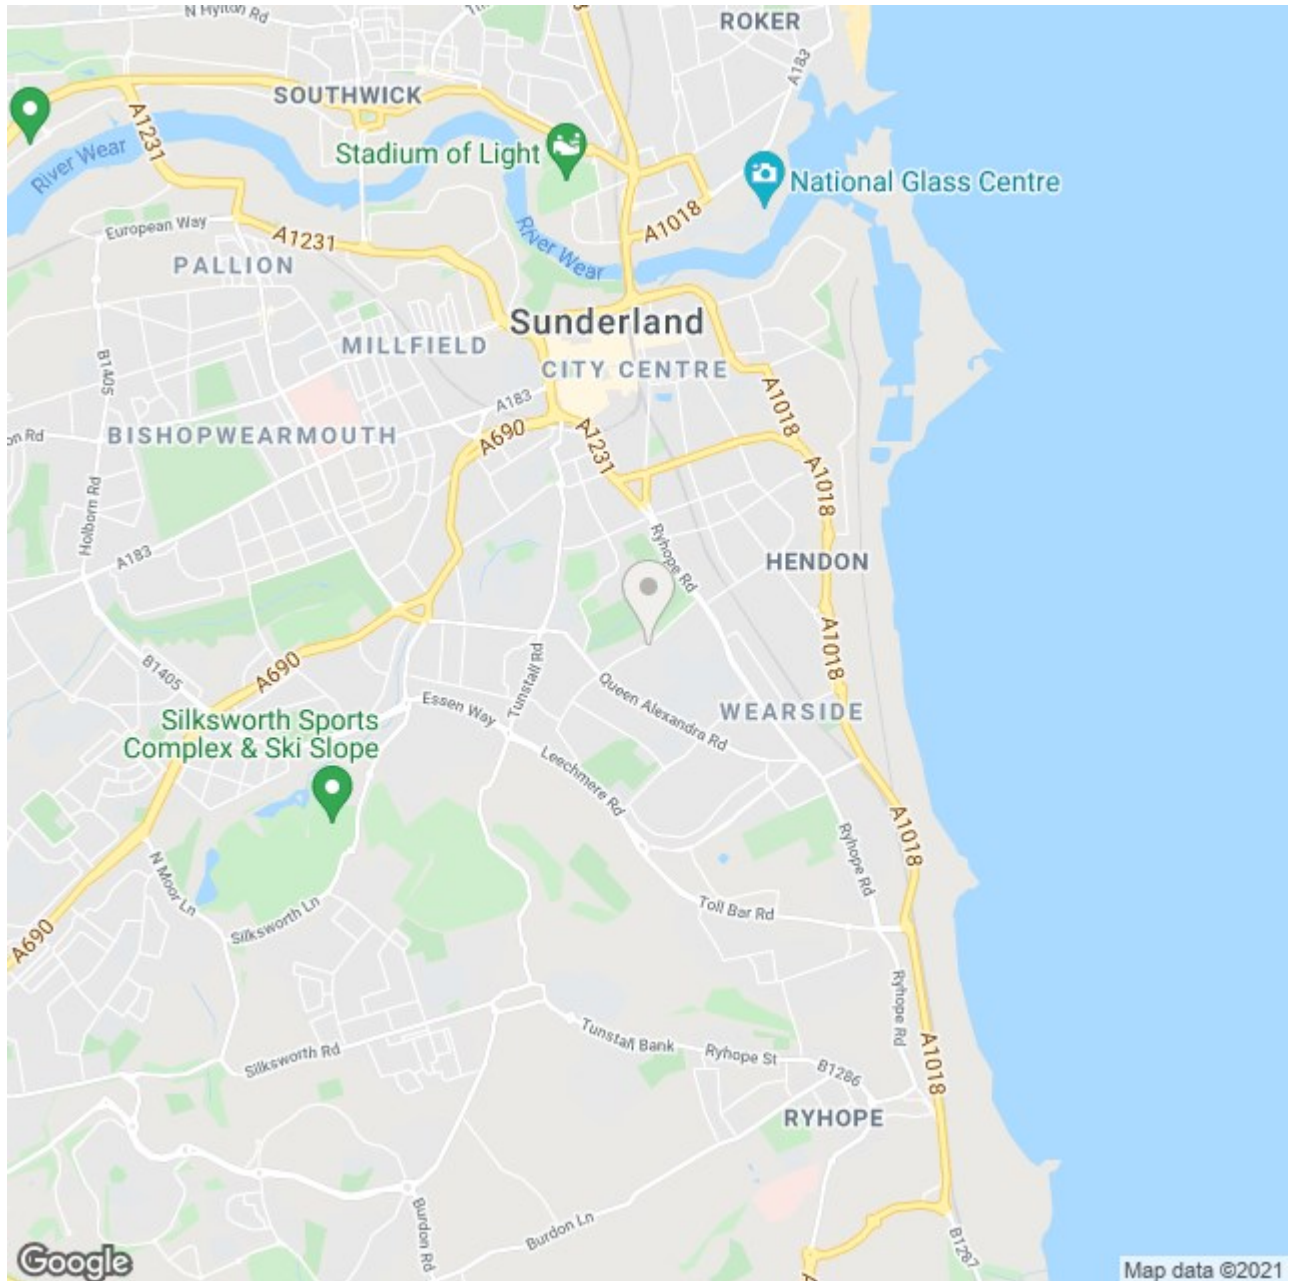 N Hylton Rd
ROKER
A183
SOUTHWICK
A1231
River Wear
Stadium of Light
National Glass Centre
A1018
European Way
A1231
River Wear
PALLION
Sunderland
MILLFIELD
CITY CENTRE
B1405
A183
A1018
BISHOPWEARMOUTH
A690
A1231
on Rd
A1018
Holborn Rd
A183
Ryhope Rd
HENDON
A1018
B1405
A690
Tunstall Rd
Queen Alexandra Rd
Essen Way
WEARSIDE
Silksworth Sports
Complex & Ski Slope
Leechmere Rd
A1018
Ryhope Rd
N Moor Ln
Silksworth Ln
Toll Bar Rd
A690
Ryhope Rd
Silksworth Rd
Tunstall Bank
Ryhope St
B1286
A1018
RYHOPE
Burdon Rd
Burdon Ln
B1287
Google
Map data ©2021